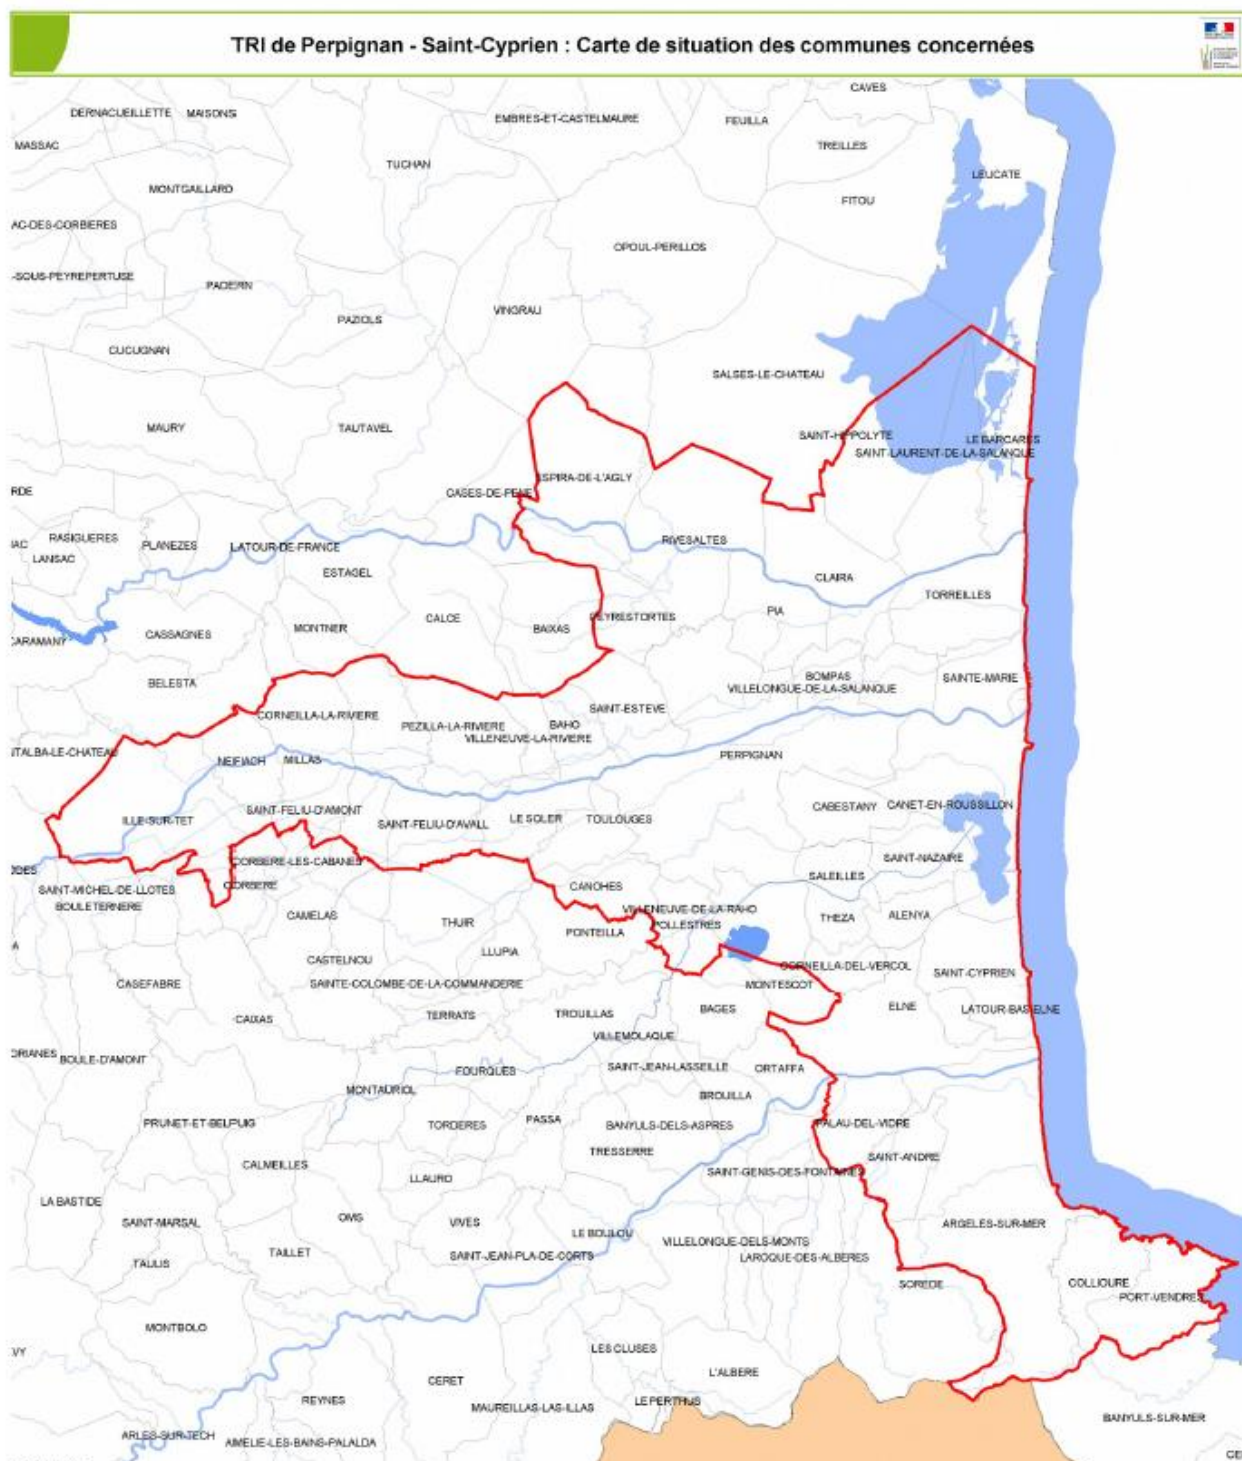 TRI de Perpignan - Saint-Cyprien : Carte de situation des communes concernées
CAVES
DERNACUEILLETTE
MAISONS
EMBRES-ET-CASTELMAURE
FEUILLA
MASSAC
TREILLES
TUCHAN
LEUCATE
MONTGAILLARD
FITOU
AC-DES-CORBIERES
OPOUL-PERILLOS
-SOUS-PEYREPERTUSE
PADERN
VINGRAU
PAZIOLS
CUCUGNAN
SALSES-LE-CHATEAU
MAURY
TAUTAVEL
SAINT-HIPPOLYTE
LE BARCARES
SAINT-LAURENT-DE-LA-SALANQUE
ESPIRA-DE-L'AGLY
CASES-DE-PENE
RDE
RASIGUERES
PLANEZES
LATOUR-DE-FRANCE
RIVESALTES
LANSAC
ESTAGEL
CLAIRA
TORREILLES
PIA
PEYRESTORTES
CALCE
MONTNER
BAIXAS
CASSAGNES
CARAMANY
BELESTA
BOMPAS
SAINTE-MARIE
VILLELONGUE-DE-LA-SALANQUE
SAINT-ESTEVE
CORNEILLA-LA-RIVIERE
PEZILLA-LA-RIVIERE
BAHO
VILLENEUVE-LA-RIVIERE
NTALBA-LE-CHATEAU
PERPIGNAN
NEFIACH
MILLAS
CABESTANY
CANET-EN-ROUSSILLON
SAINT-FELIU-D'AMONT
ILLE-SUR-TET
SAINT-FELIU-D'AVALL
LE SOLER
TOULOUGES
SAINT-NAZAIRE
CORBERE-LES-CABANES
ODES
SALEILLES
CORBERE
CANOHES
SAINT-MICHEL-DE-LLOTES
BOULETERNERE
VILLENEUVE-DE-LA-RAHO
CAMELAS
THEZA
ALENYA
THUIR
POLLESTRES
PONTEILLA
LLUPIA
CASTELNOU
CORNEILLA-DEL-VERCOL
SAINT-CYPRIEN
CASEFABRE
SAINTE-COLOMBE-DE-LA-COMMANDERIE
MONTESCOT
ELNE
LATOUR-BAS-ELNE
BAGES
TERRATS
TROUILLAS
CAIXAS
VILLEMOLAQUE
BOULE-D'AMONT
SAINT-JEAN-LASSEILLE
ORTAFFA
FOURQUES
MONTAURIOL
BROUILLA
PRUNET-ET-BELPUIG
TORDERES
PASSA
BANYULS-DELS-ASPRES
PALAU-DEL-VIDRE
TRESSERRE
SAINT-ANDRE
CALMEILLES
SAINT-GENIS-DES-FONTAINES
LLAURO
LA BASTIDE
OMS
SAINT-MARSAL
VIVES
ARGELES-SUR-MER
LE BOULOU
VILLELONGUE-DELS-MONTS
TAILLET
SAINT-JEAN-PLA-DE-CORTS
LAROQUE-DES-ALBERES
TAULIS
SOREDE
COLLIOURE
PORT-VENDRES
MONTBOLO
LES CLUSES
L'ALBERE
CERET
REYNES
LE PERTHUS
MAUREILLAS-LAS-ILLAS
BANYULS-SUR-MER
ARLES-SUR-TECH
AMELIE-LES-BAINS-PALALDA